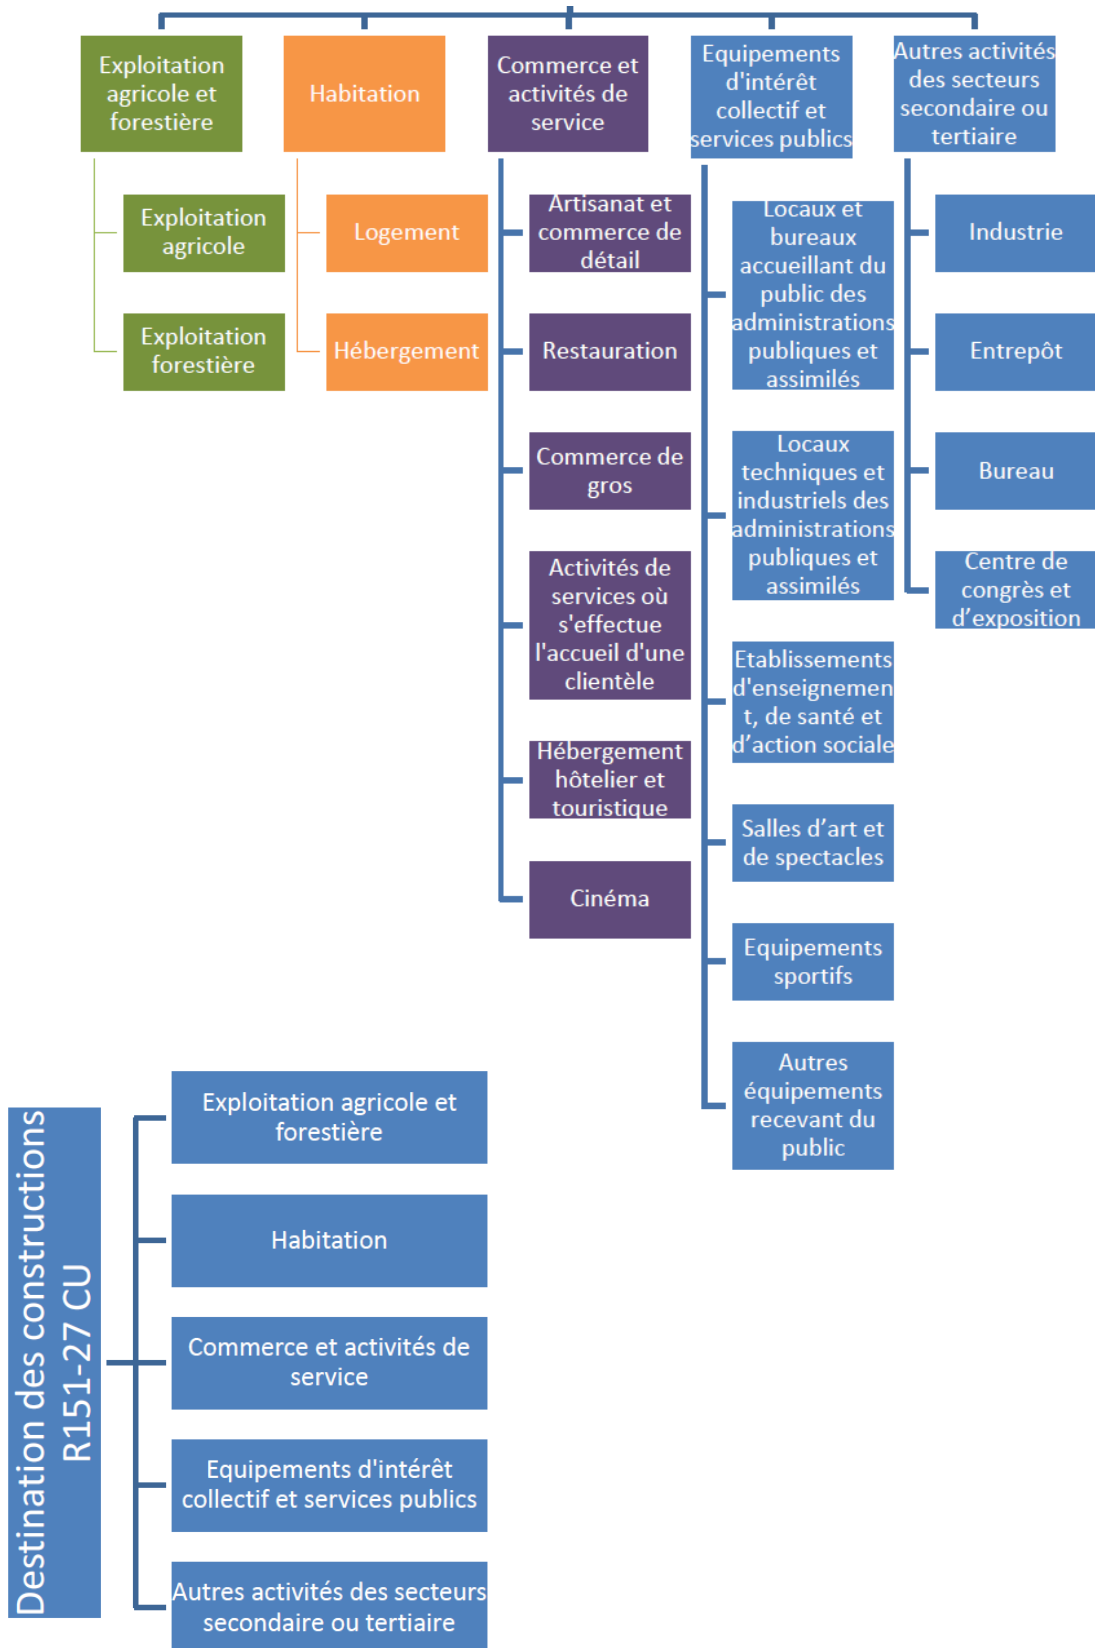 Exploitation
agricole et
forestière
Exploitation
agricole
Exploitation
forestière
Habitation
Logement
Hébergement
Commerce et
activités de
service
Artisanat et
commerce de
détail
Restauration
Commerce de
gros
Activités de
services où
s'effectue
l'accueil d'une
clientèle
Hébergement
hôtelier et
touristique
Cinéma
Equipements
d'intérêt
collectif et
services publics
Locaux et
bureaux
accueillant du
public des
administrations
publiques et
assimilés
Locaux
techniques et
industriels des
administrations
publiques et
assimilés
Etablissements
d'enseignemen
t, de santé et
d’action sociale
Salles d’art et
de spectacles
Equipements
sportifs
Autres
équipements
recevant du
public
Autres activités
des secteurs
secondaire ou
tertiaire
Industrie
Entrepôt
Bureau
Centre de
congrès et
d’exposition
Destination des constructions
R151-27 CU
Exploitation agricole et
forestière
Habitation
Commerce et activités de
service
Equipements d'intérêt
collectif et services publics
Autres activités des secteurs
secondaire ou tertiaire